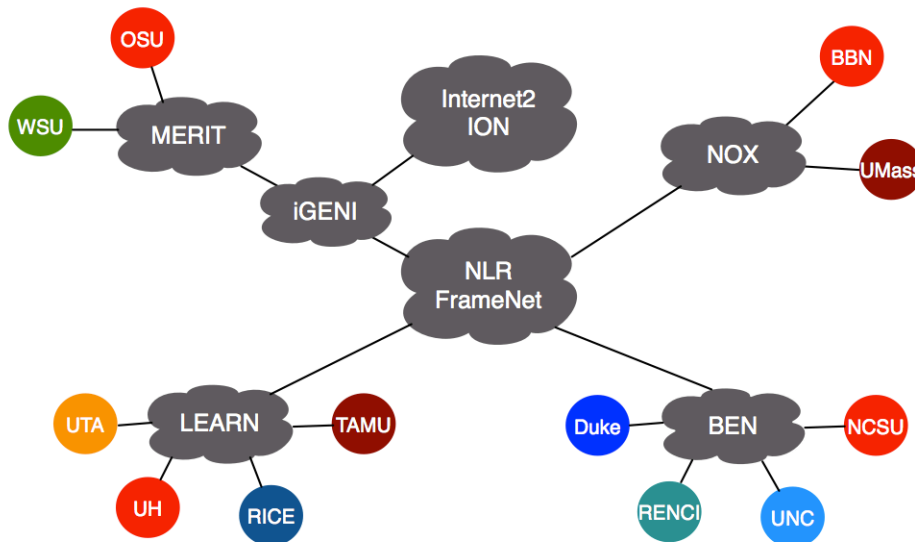 OSU
BBN
Internet2
ION
WSU
MERIT
NOX
UMass
iGENI
NLR
FrameNet
UTA
LEARN
TAMU
Duke
BEN
NCSU
UH
RICE
RENCI
UNC